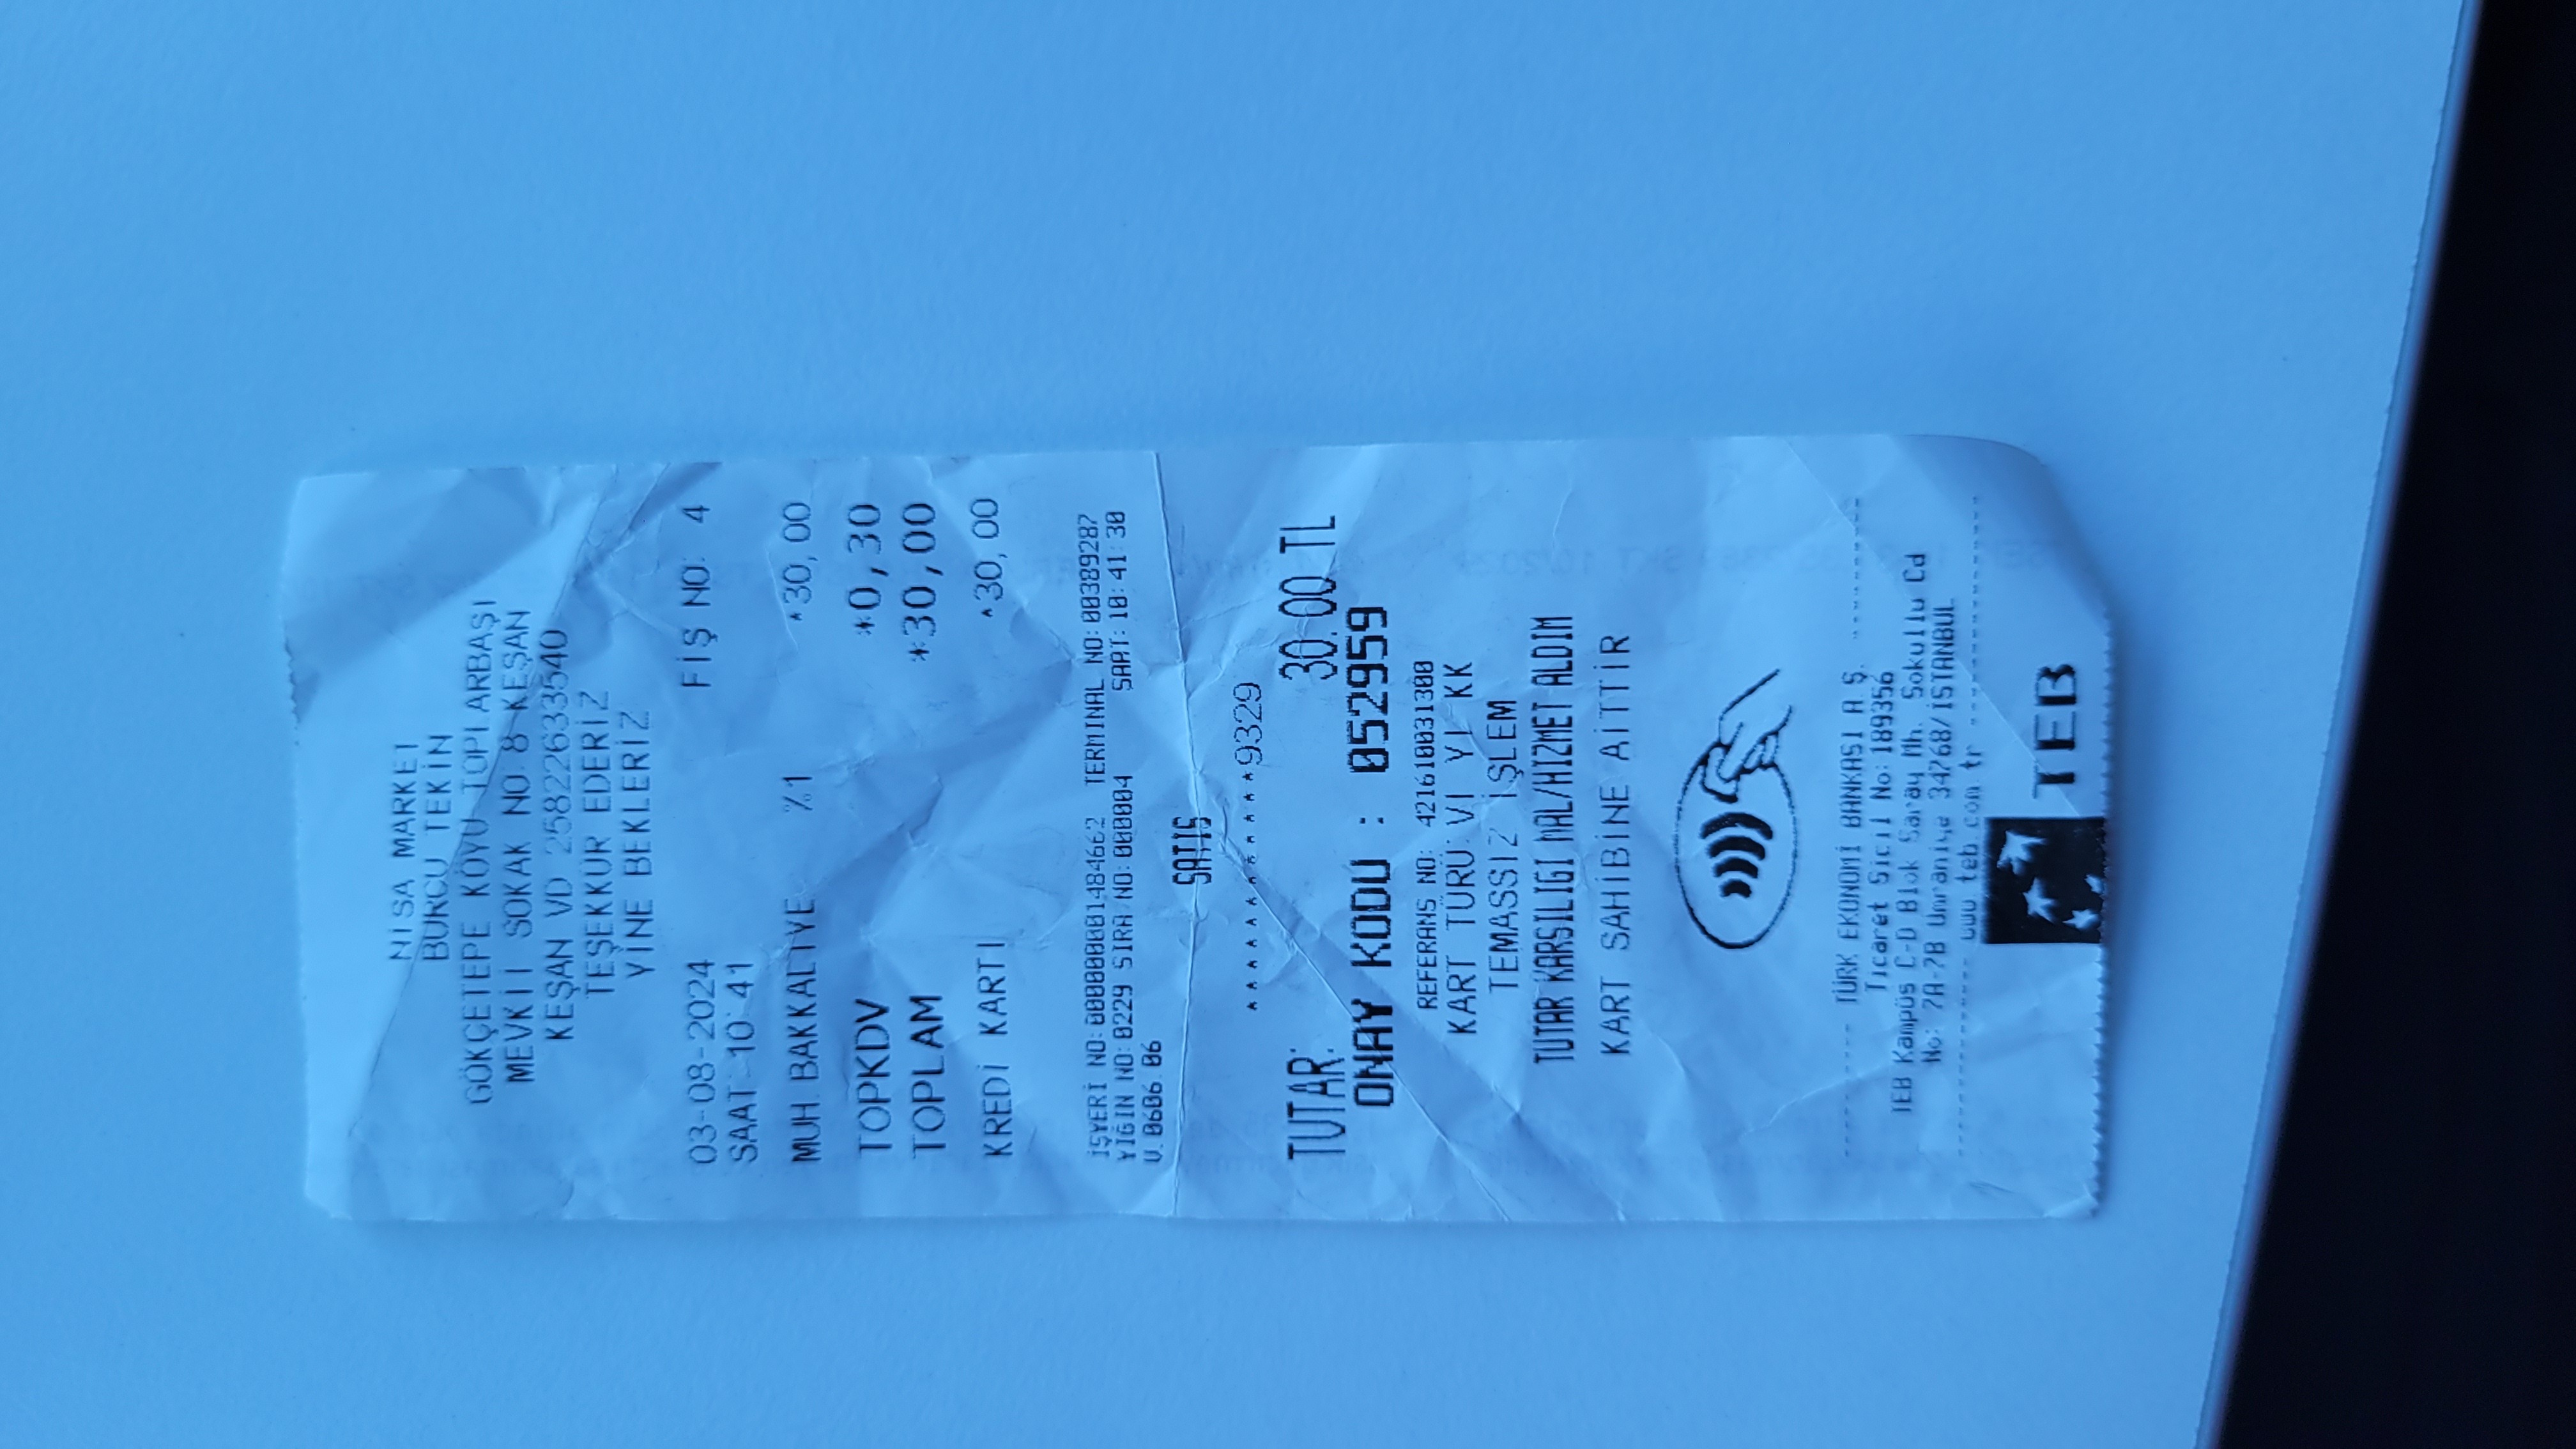 NISA MARKET
BURCU TEKİN
GÖKÇETEPE KÖYÜ TOPLARBAŞI
MEVKİİ SOKAK NO:8 KEŞAN
KEŞAN VD 25822633540
TEŞEKKÜR EDERİZ
YİNE BEKLERİZ
03-08-2024 FİŞ NO: 4
SAAT 10:41
MUH.BAKKALİYE %1 *30,00
TOPKDV *0,30
TOPLAM *30,00
KREDİ KARTI *30,00
İŞYERİ NO: TERMINAL NO:00389287
YIĞIN NO:0229 SIRA NO:000004 SAAT:10:41:30
V.0606 06
SATIŞ
************9329
TUTAR: 30.00 TL
ONAY KODU : 052959
REFERANS NO: 421610031300
KART TÜRÜ: VI YI KK
TEMASSIZ İŞLEM
TUTAR KARSILIGI MAL/HIZMET ALDIM
KART SAHİBİNE AİTTİR
TÜRK EKONOMİ BANKASI A.Ş.
Ticaret Sicil No:189356
TEB Kampüs C-D Blok Saray Mh. Sokullu Cd
No: 7A-7B Ümraniye 34768/İSTANBUL
www.teb.com.tr
TEB